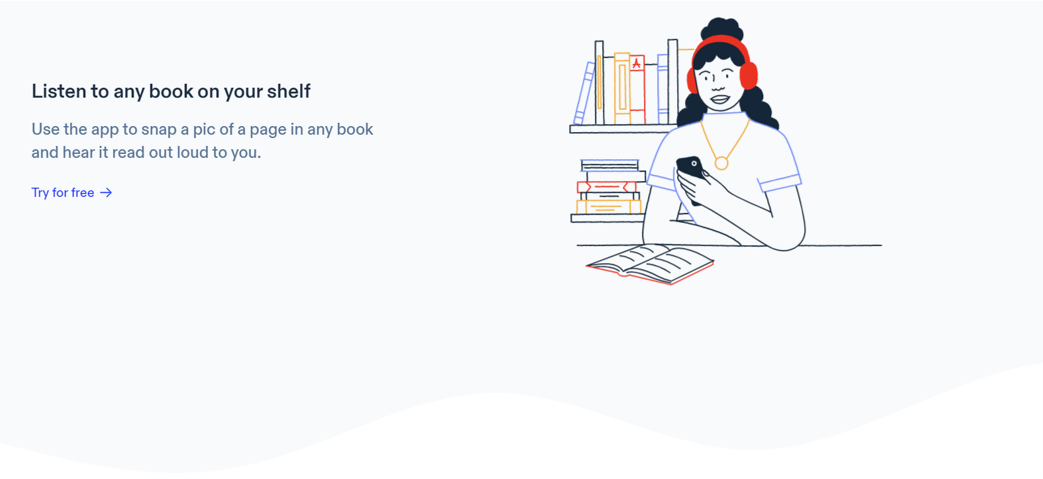 Listen to any book on your shelf
Use the app to snap a pic of a page in any book
and hear it read out loud to you.
Try for free →
A